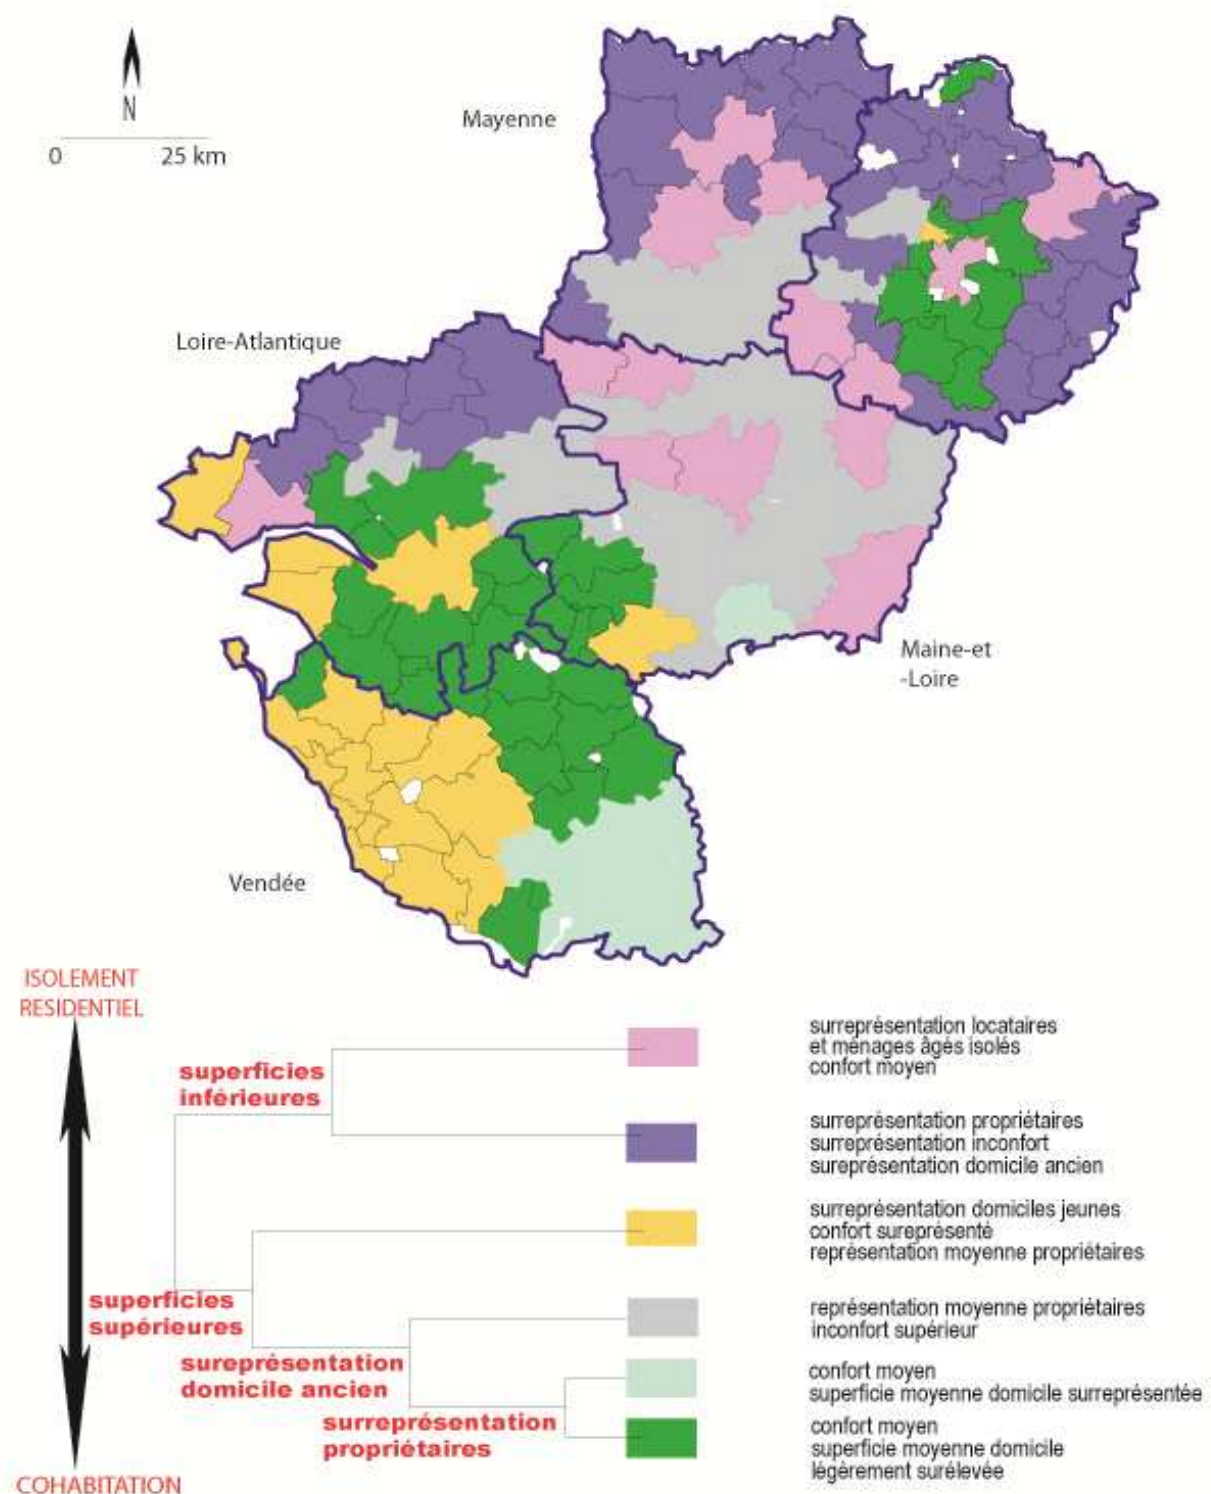 N
0 25 km
Mayenne
Loire-Atlantique
Maine-et
-Loire
Vendée
ISOLEMENT
RESIDENTIEL
superficies
inférieures
superficies
supérieures
sureprésentation
domicile ancien
surreprésentation
propriétaires
COHABITATION
surreprésentation locataires
et ménages âgés isolés
confort moyen
surreprésentation propriétaires
surreprésentation inconfort
sureprésentation domicile ancien
surreprésentation domiciles jeunes
confort sureprésenté
représentation moyenne propriétaires
représentation moyenne propriétaires
inconfort supérieur
confort moyen
superficie moyenne domicile surreprésentée
confort moyen
superficie moyenne domicile
légèrement surélevée